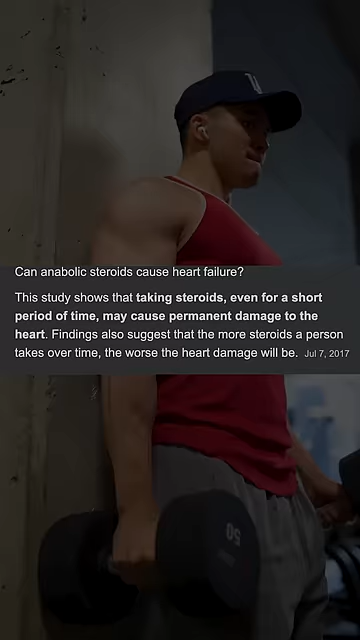 Can anabolic steroids cause heart failure?
This study shows that taking steroids, even for a short
period of time, may cause permanent damage to the
heart. Findings also suggest that the more steroids a person
takes over time, the worse the heart damage will be. Jul 7, 2017
50